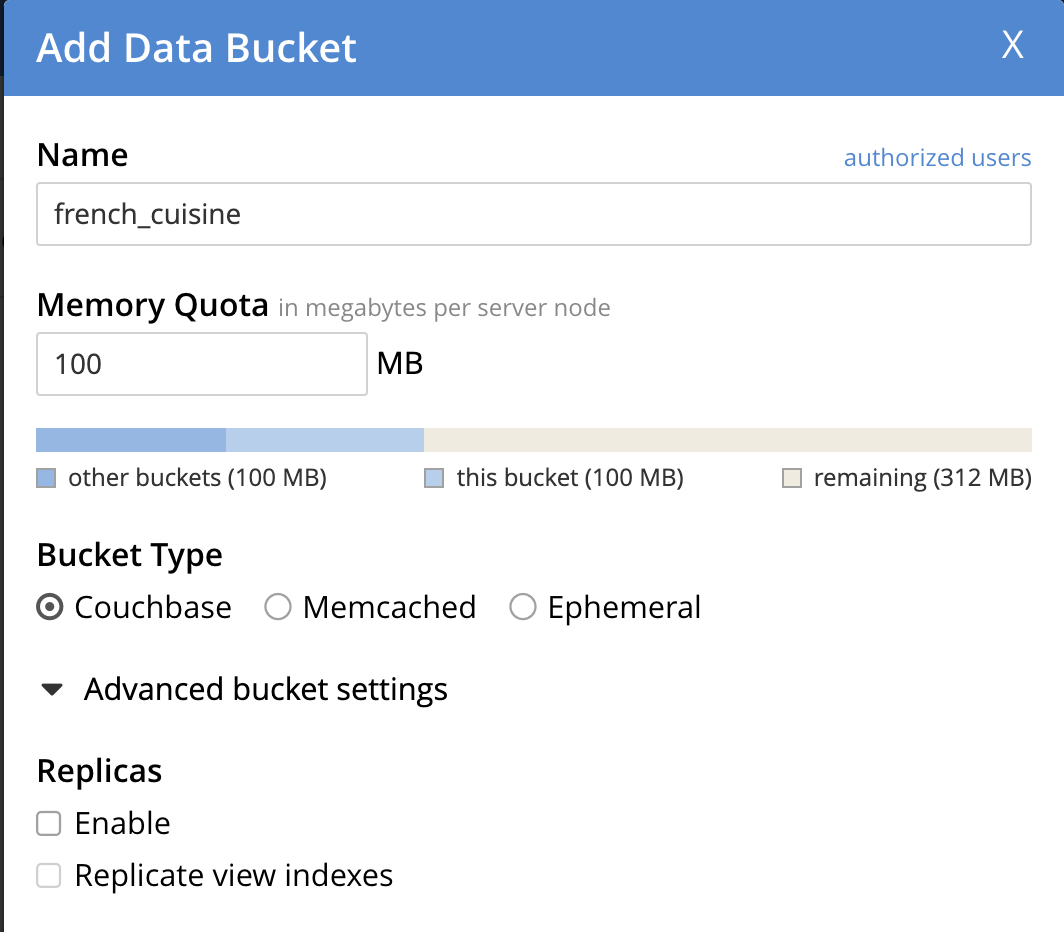 Add Data Bucket X
Name authorized users
french_cuisine
Memory Quota in megabytes per server node
100 MB
other buckets (100 MB) this bucket (100 MB) remaining (312 MB)
Bucket Type
Couchbase Memcached Ephemeral
Advanced bucket settings
Replicas
Enable
Replicate view indexes